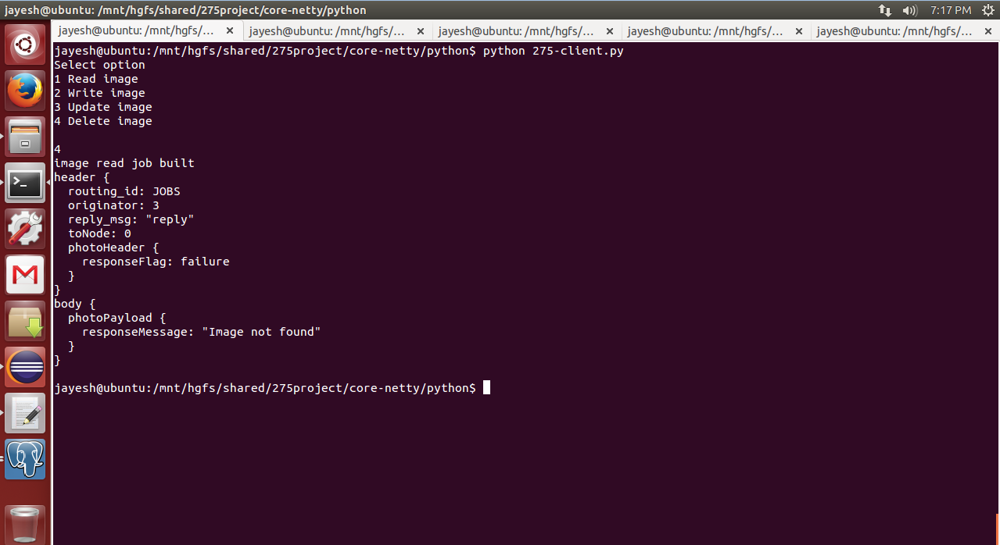 jayesh@ubuntu: /mnt/hgfs/shared/275project/core-netty/python
7:17 PM
jayesh@ubuntu: /mnt/hgfs/... × jayesh@ubuntu: /mnt/hgfs/... × jayesh@ubuntu: /mnt/hgfs/... × jayesh@ubuntu: /mnt/hgfs/... × jayesh@ubuntu: /mnt/hgfs/... ×
jayesh@ubuntu:/mnt/hgfs/shared/275project/core-netty/python$ python 275-client.py
Select option
1 Read image
2 Write image
3 Update image
4 Delete image
4
image read job built
header {
  routing_id: JOBS
  originator: 3
  reply_msg: "reply"
  toNode: 0
  photoHeader {
    responseFlag: failure
  }
}
body {
  photoPayload {
    responseMessage: "Image not found"
  }
}
jayesh@ubuntu:/mnt/hgfs/shared/275project/core-netty/python$